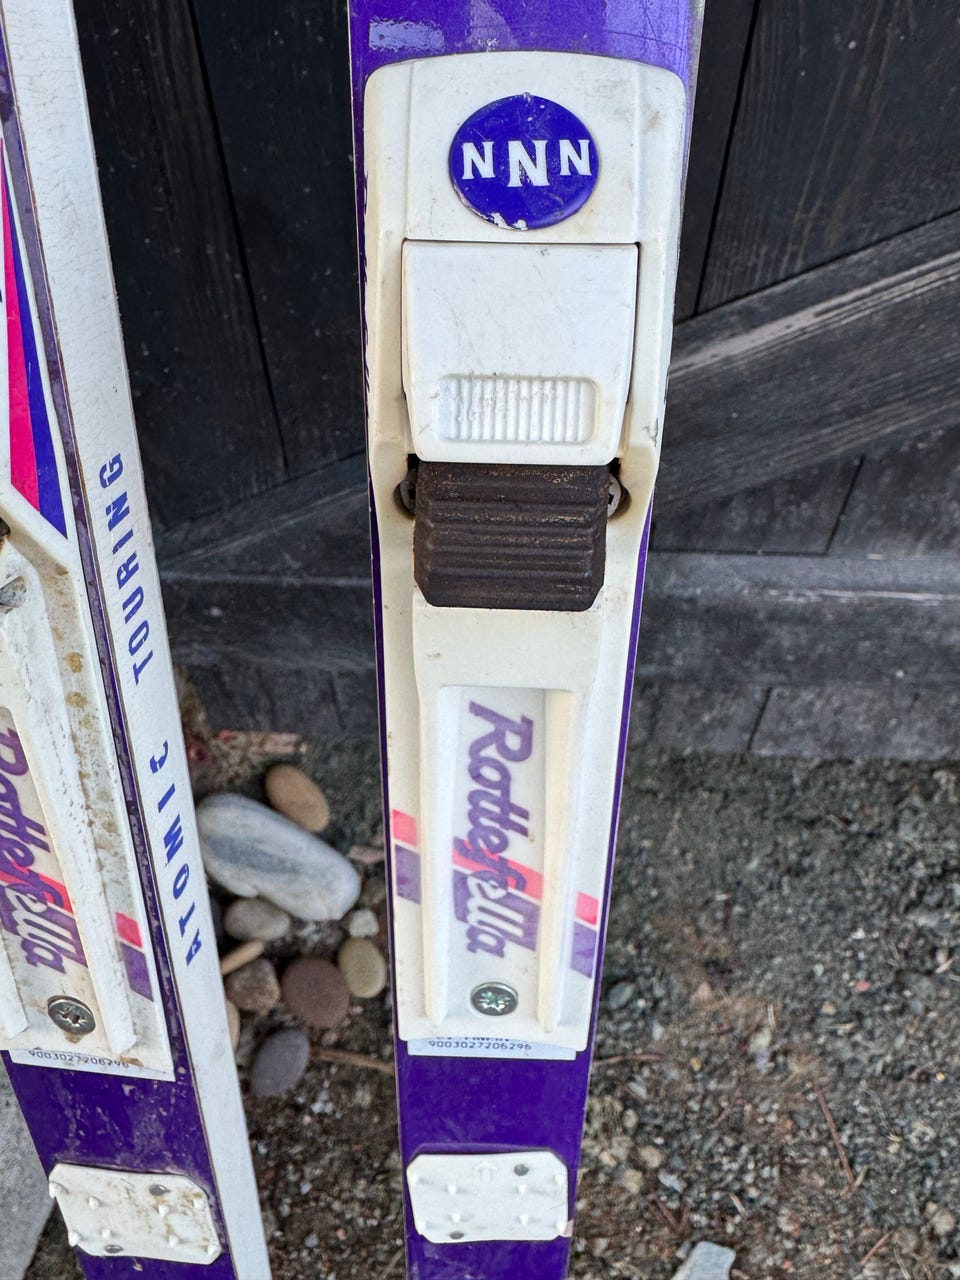 NNN
Rottefella
9003027206296
Rottefella
ATOMIC TOURING
9003027206296